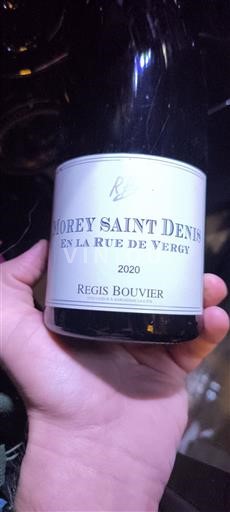 MOREY SAINT DENIS
EN LA RUE DE VERGY
2020
REGIS BOUVIER